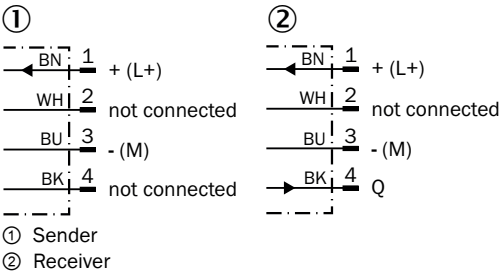 ① ②
BN 1 + (L+) BN 1 + (L+)
WH 2 not connected WH 2 not connected
BU 3 - (M) BU 3 - (M)
BK 4 not connected BK 4 Q
① Sender
② Receiver